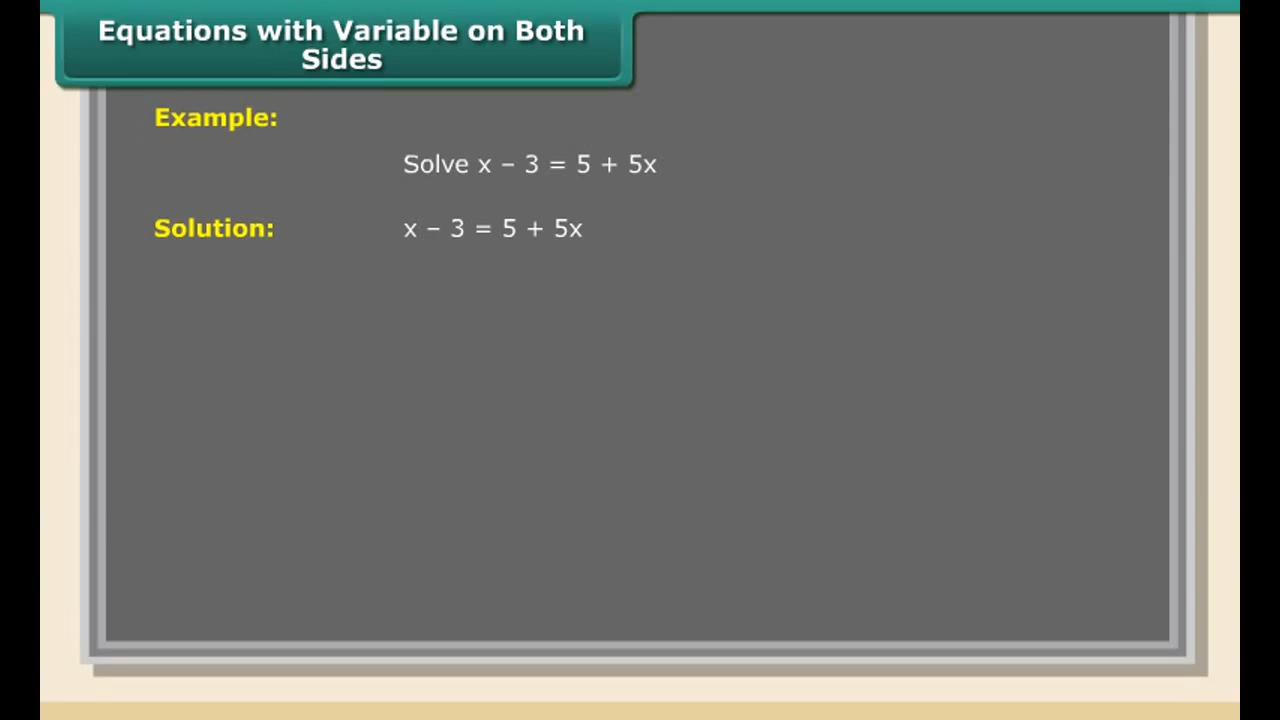 Equations with Variable on Both
Sides
Example:
Solve x − 3 = 5 + 5x
Solution: x − 3 = 5 + 5x